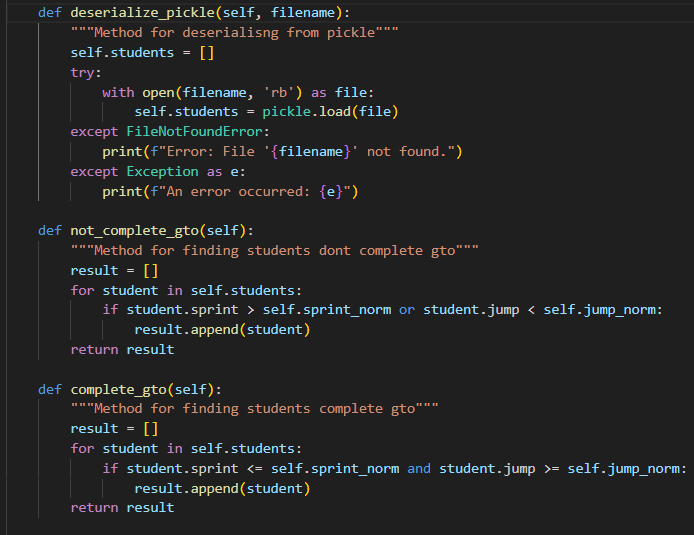 def deserialize_pickle(self, filename):
    """Method for deserialisng from pickle"""
    self.students = []
    try:
        with open(filename, 'rb') as file:
            self.students = pickle.load(file)
    except FileNotFoundError:
        print(f"Error: File '{filename}' not found.")
    except Exception as e:
        print(f"An error occurred: {e}")

def not_complete_gto(self):
    """Method for finding students dont complete gto"""
    result = []
    for student in self.students:
        if student.sprint > self.sprint_norm or student.jump < self.jump_norm:
            result.append(student)
    return result

def complete_gto(self):
    """Method for finding students complete gto"""
    result = []
    for student in self.students:
        if student.sprint <= self.sprint_norm and student.jump >= self.jump_norm:
            result.append(student)
    return result